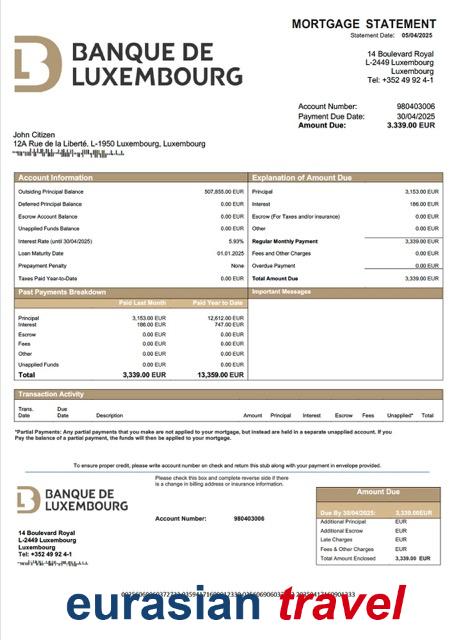 MORTGAGE STATEMENT
Statement Date: 05/04/2025
BANQUE DE
LUXEMBOURG
14 Boulevard Royal
L-2449 Luxembourg
Luxembourg
Tel: +352 49 92 4-1
Account Number: 980403006
Payment Due Date: 30/04/2025
Amount Due: 3.339.00 EUR
John Citizen
12A Rue de la Liberté. L-1950 Luxembourg, Luxembourg
Account Information
Outsiding Principal Balance 507,855.00 EUR
Deferred Principal Balance 0.00 EUR
Escrow Account Balance 0.00 EUR
Unapplied Funds Balance 0.00 EUR
Interest Rate (until 30/04/2025) 5.93%
Loan Maturity Date 01.01.2025
Prepayment Penalty None
Taxes Paid Year-to-Date 0.00 EUR
Explanation of Amount Due
Principal 3,153.00 EUR
Interest 186.00 EUR
Escrow (For Taxes and/or insurance) 0.00 EUR
Other 0.00 EUR
Regular Monthly Payment 3,339.00 EUR
Fees and Other Charges 0.00 EUR
Overdue Payment 0.00 EUR
Total Amount Due 3,339.00 EUR
Past Payments Breakdown
Paid Last Month Paid Year to Date
Principal 3,153.00 EUR 12,612.00 EUR
Interest 186.00 EUR 747.00 EUR
Escrow 0.00 EUR 0.00 EUR
Fees 0.00 EUR 0.00 EUR
Other 0.00 EUR 0.00 EUR
Unapplied Funds 0.00 EUR 0.00 EUR
Total 3,339.00 EUR 13,359.00 EUR
Important Messages
Transaction Activity
Trans. Date Due Date Description Amount Principal Interest Escrow Fees Unapplied* Total
*Partial Payments: Any partial payments that you make are not applied to your mortgage, but instead are held in a separate unapplied account. If you
Pay the balance of a partial payment, the funds will then be applied to your mortgage.
To ensure proper credit, please write account number on check and return this stub along with your payment in envelope provided.
BANQUE DE
LUXEMBOURG
Please check this box and complete reverse side if there
is a change in billing address or insurance information.
Account Number: 980403006
14 Boulevard Royal
L-2449 Luxembourg
Luxembourg
Tel: +352 49 92 4-1
Amount Due
Due By 30/04/2025: 3,339.00EUR
Additional Principal EUR
Additional Escrow EUR
Late Charges EUR
Fees & Other Charges EUR
Total Amount Enclosed 3,339.00 EUR
eurasian travel